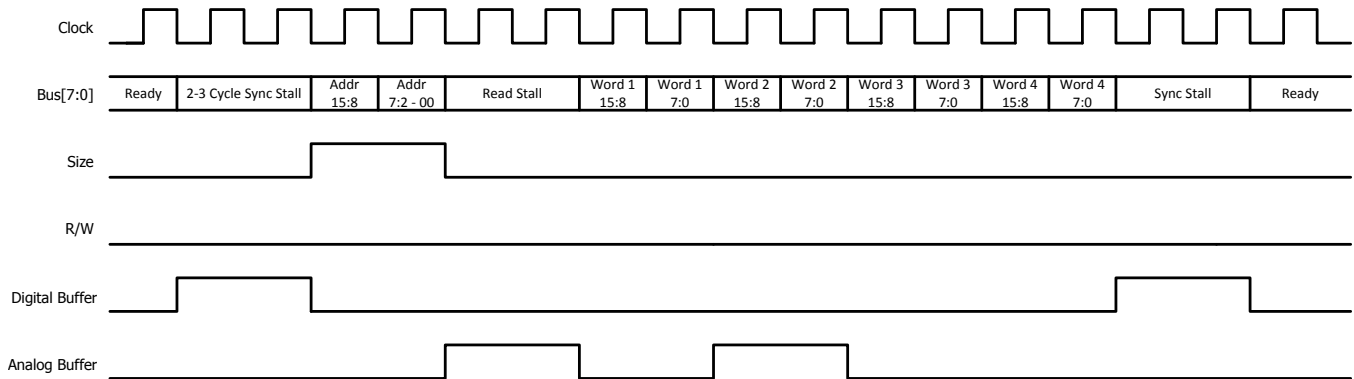 Clock
Bus[7:0]
Ready
2-3 Cycle Sync Stall
Addr
15:8
Addr
7:2 - 00
Read Stall
Word 1
15:8
Word 1
7:0
Word 2
15:8
Word 2
7:0
Word 3
15:8
Word 3
7:0
Word 4
15:8
Word 4
7:0
Sync Stall
Ready
Size
R/W
Digital Buffer
Analog Buffer